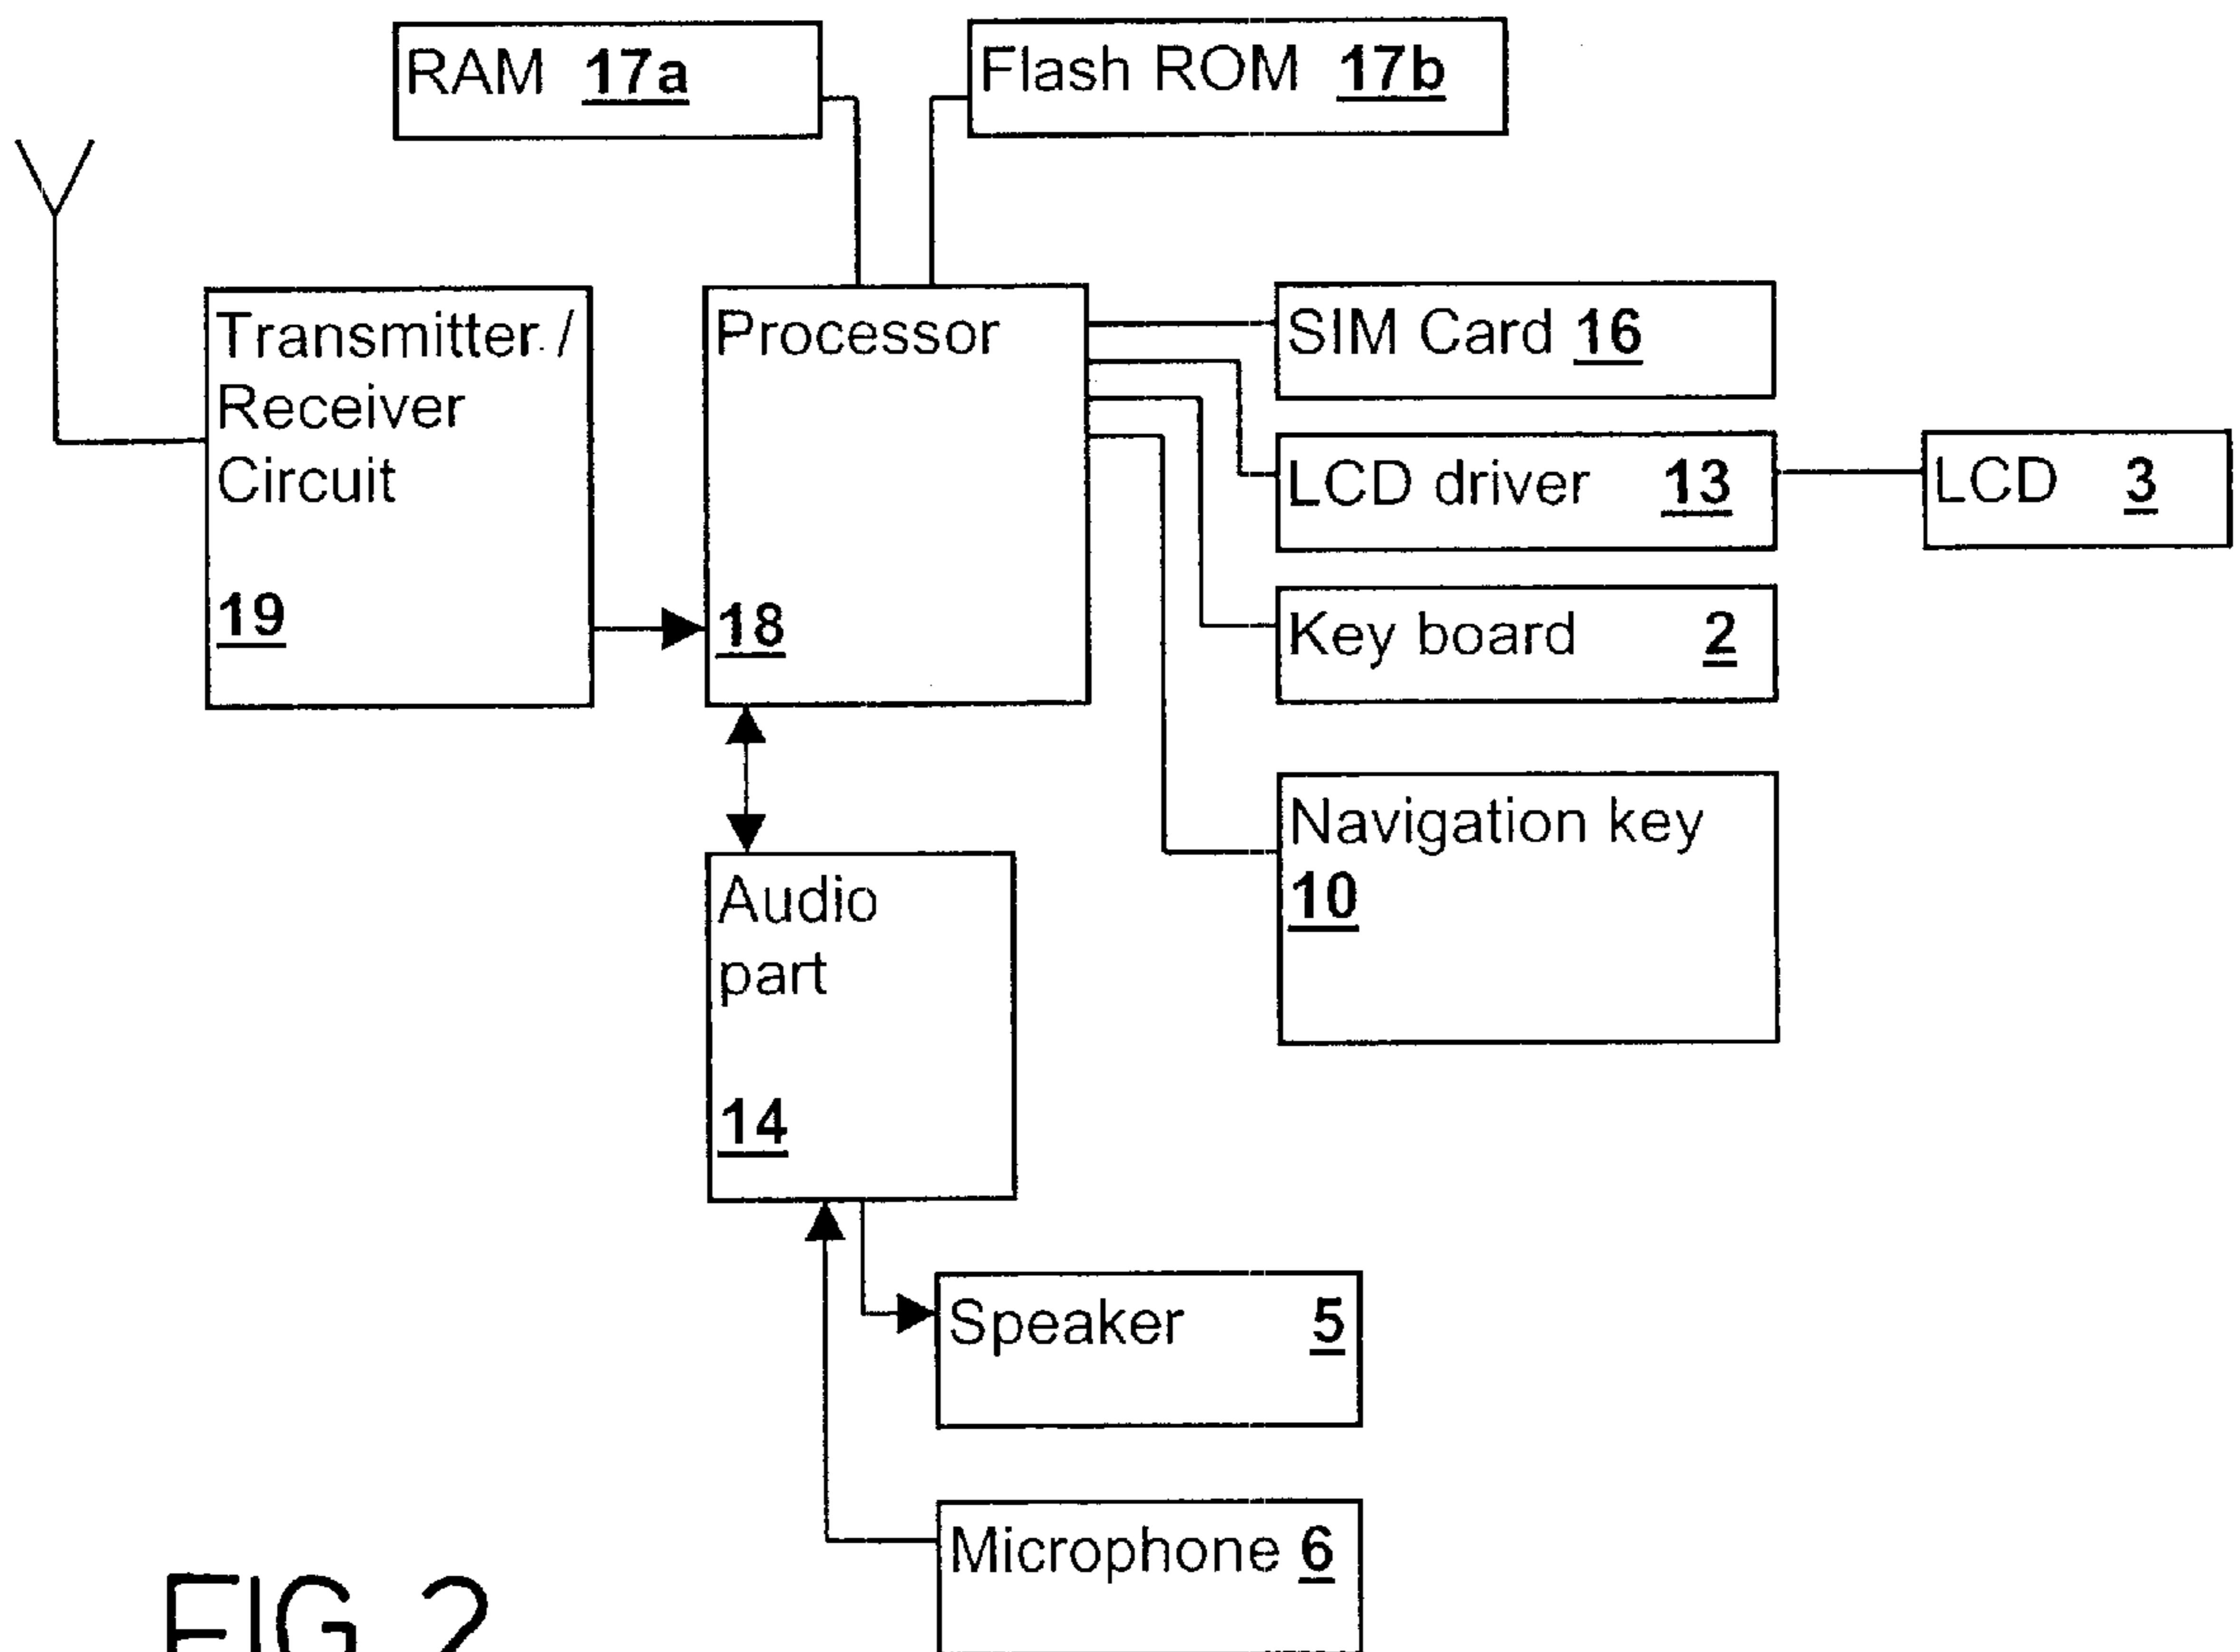 RAM 17a
Flash ROM 17b
Transmitter /
Receiver
Circuit
19
Processor
18
SIM Card 16
LCD driver 13
LCD 3
Key board 2
Navigation key
10
Audio
part
14
Speaker 5
Microphone 6
FIG. 2